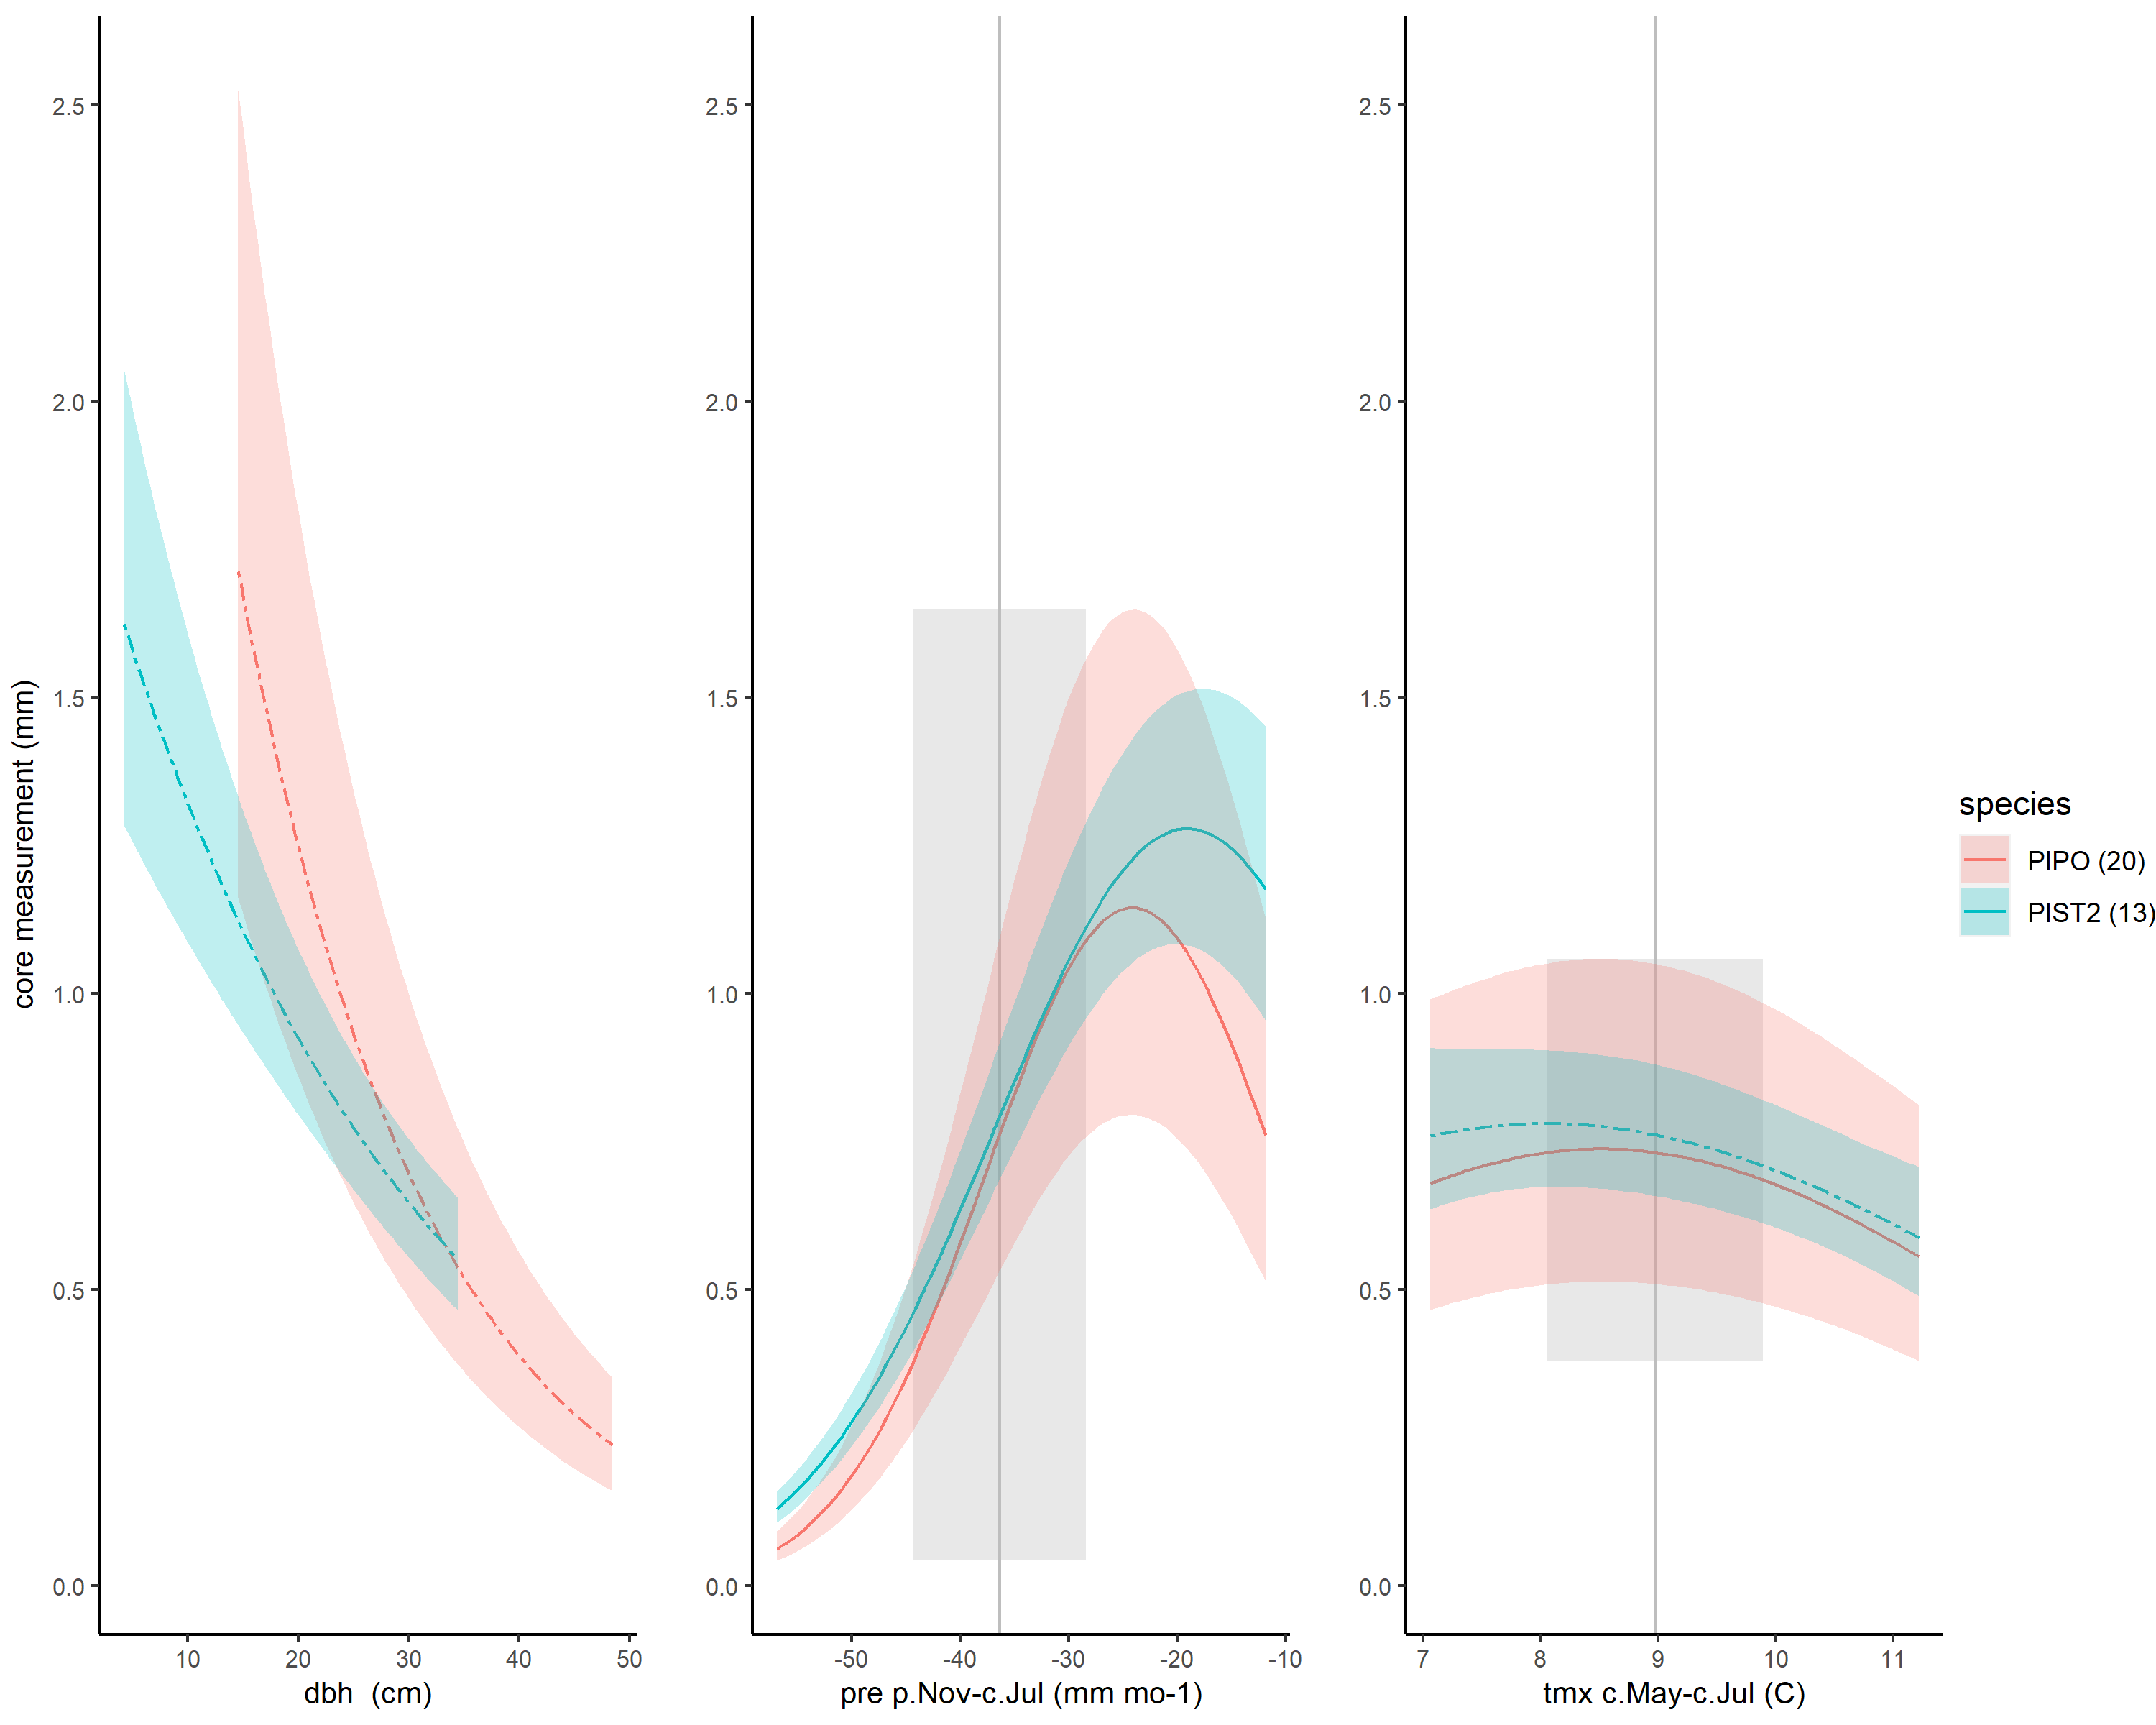 core measurement (mm)
2.5
2.0
1.5
1.0
0.5
0.0
10 20 30 40 50
dbh  (cm)
2.5
2.0
1.5
1.0
0.5
0.0
-50 -40 -30 -20 -10
pre p.Nov-c.Jul (mm mo-1)
2.5
2.0
1.5
1.0
0.5
0.0
7 8 9 10 11
tmx c.May-c.Jul (C)
species
PIPO (20)
PIST2 (13)